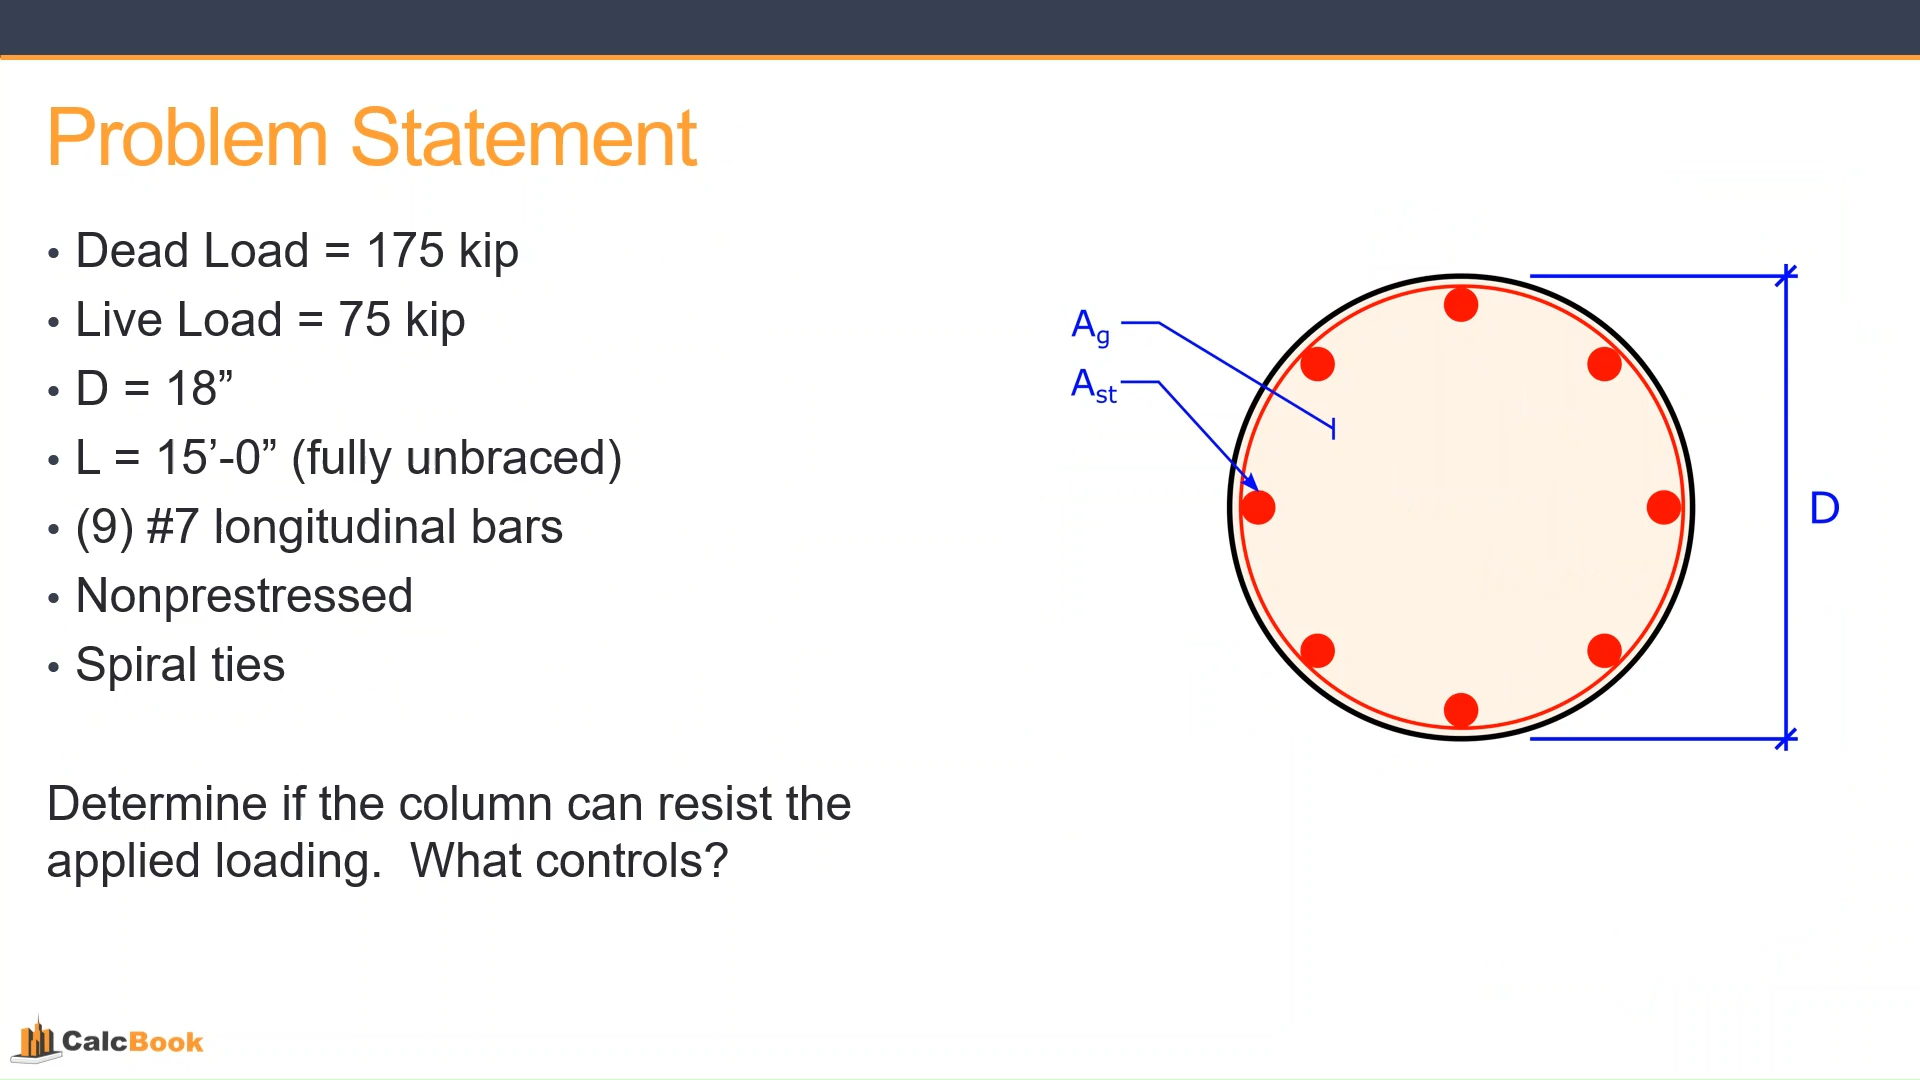 Problem Statement
• Dead Load = 175 kip
• Live Load = 75 kip
• D = 18”
• L = 15’-0” (fully unbraced)
• (9) #7 longitudinal bars
• Nonprestressed
• Spiral ties
Determine if the column can resist the
applied loading.  What controls?
Ag
Ast
D
CalcBook